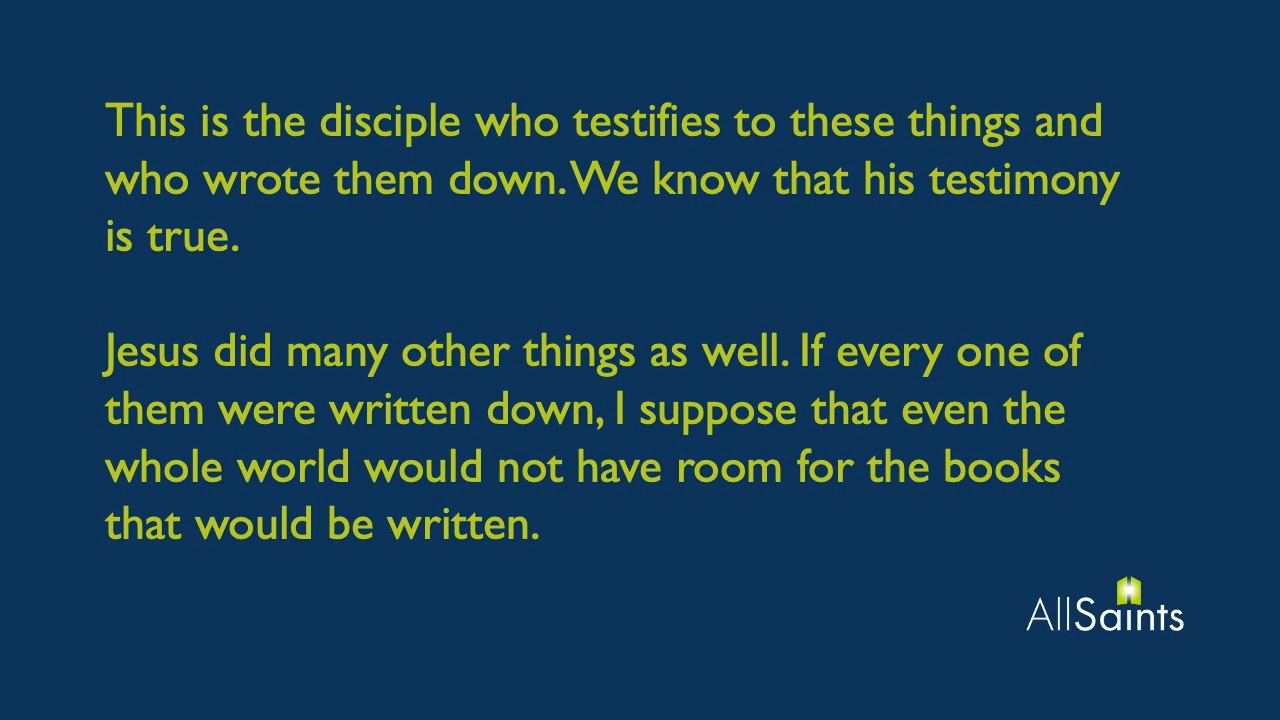 This is the disciple who testifies to these things and
who wrote them down. We know that his testimony
is true.
Jesus did many other things as well. If every one of
them were written down, I suppose that even the
whole world would not have room for the books
that would be written.
AllSaints